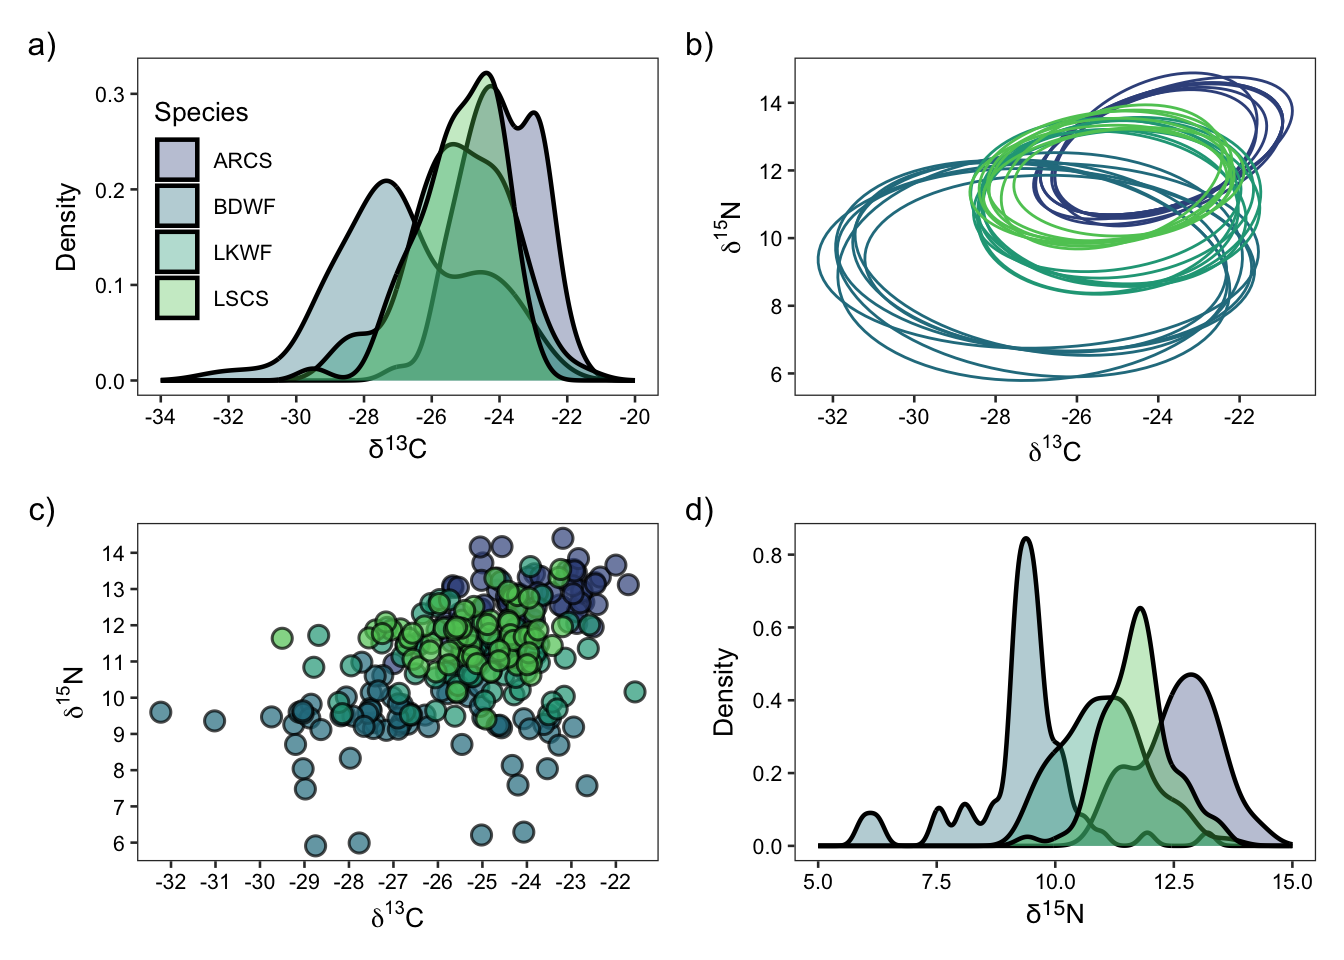 a)
Species
ARCS
BDWF
LKWF
LSCS
Density
0.3
0.2
0.1
0.0
-34 -32 -30 -28 -26 -24 -22 -20
δ¹³C
b)
δ¹⁵N
14
12
10
8
6
-32 -30 -28 -26 -24 -22
δ¹³C
c)
δ¹⁵N
14
13
12
11
10
9
8
7
6
-32 -31 -30 -29 -28 -27 -26 -25 -24 -23 -22
δ¹³C
d)
Density
0.8
0.6
0.4
0.2
0.0
5.0 7.5 10.0 12.5 15.0
δ¹⁵N